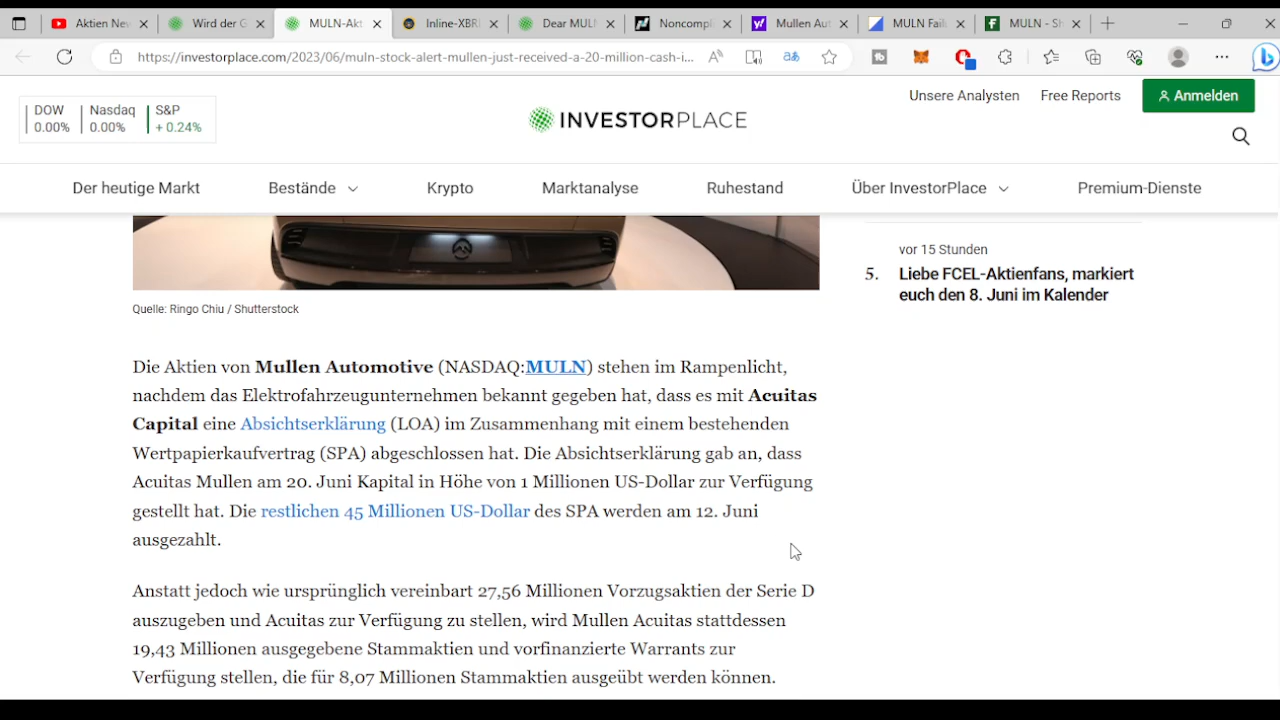 Aktien Nev
Wird der G
MULN-Akt
Inline-XBRL
Dear MULN
Noncompl
Mullen Aut
MULN Fail
MULN - Sh
https://investorplace.com/2023/06/muln-stock-alert-mullen-just-received-a-20-million-cash-i...
DOW
0.00%
Nasdaq
0.00%
S&P
+ 0.24%
INVESTORPLACE
Unsere Analysten
Free Reports
Anmelden
Der heutige Markt
Bestände
Krypto
Marktanalyse
Ruhestand
Über InvestorPlace
Premium-Dienste
Quelle: Ringo Chiu / Shutterstock
Die Aktien von Mullen Automotive (NASDAQ:MULN) stehen im Rampenlicht,
nachdem das Elektrofahrzeugunternehmen bekannt gegeben hat, dass es mit Acuitas
Capital eine Absichtserklärung (LOA) im Zusammenhang mit einem bestehenden
Wertpapierkaufvertrag (SPA) abgeschlossen hat. Die Absichtserklärung gab an, dass
Acuitas Mullen am 20. Juni Kapital in Höhe von 1 Millionen US-Dollar zur Verfügung
gestellt hat. Die restlichen 45 Millionen US-Dollar des SPA werden am 12. Juni
ausgezahlt.
Anstatt jedoch wie ursprünglich vereinbart 27,56 Millionen Vorzugsaktien der Serie D
auszugeben und Acuitas zur Verfügung zu stellen, wird Mullen Acuitas stattdessen
19,43 Millionen ausgegebene Stammaktien und vorfinanzierte Warrants zur
Verfügung stellen, die für 8,07 Millionen Stammaktien ausgeübt werden können.
vor 15 Stunden
5. Liebe FCEL-Aktienfans, markiert
euch den 8. Juni im Kalender